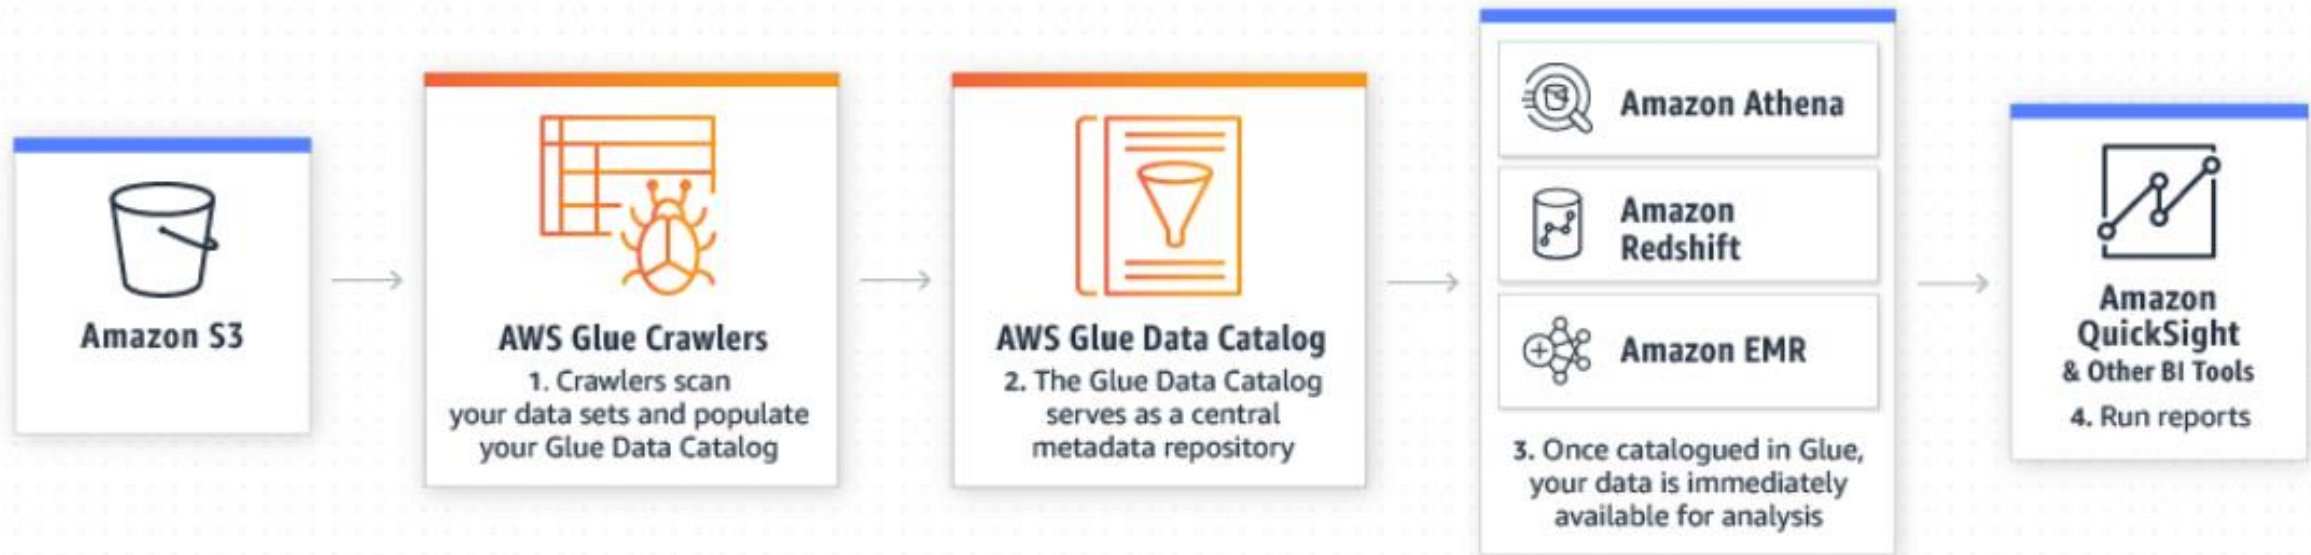 Amazon S3
AWS Glue Crawlers
1. Crawlers scan
your data sets and populate
your Glue Data Catalog
AWS Glue Data Catalog
2. The Glue Data Catalog
serves as a central
metadata repository
Amazon Athena
Amazon
Redshift
Amazon EMR
3. Once catalogued in Glue,
your data is immediately
available for analysis
Amazon
QuickSight
& Other BI Tools
4. Run reports